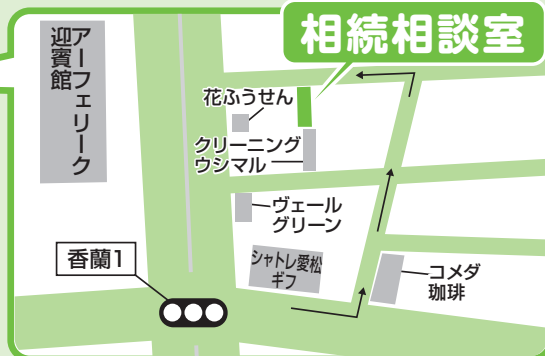 相続相談室
アーフェリーク
迎賓館
花ふうせん
クリーニング
ウシマル
ヴェール
グリーン
香蘭1
シャトレ愛松
ギフ
コメダ
珈琲